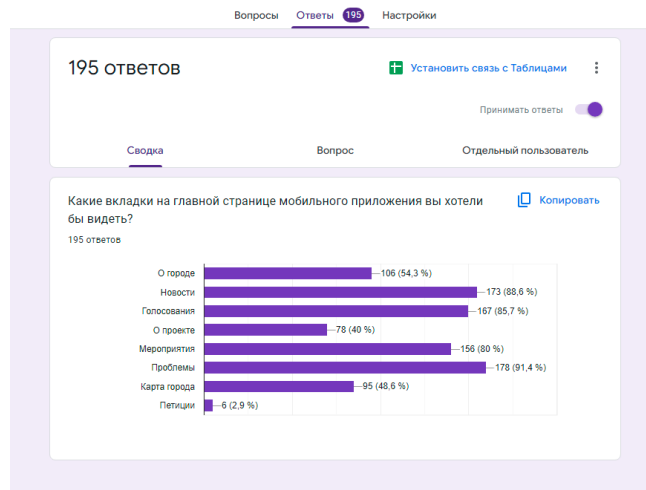 Вопросы Ответы 195 Настройки
195 ответов
Установить связь с Таблицами
Принимать ответы
Сводка Вопрос Отдельный пользователь
Какие вкладки на главной странице мобильного приложения вы хотели
бы видеть?
Копировать
195 ответов
О городе 106 (54,3 %)
Новости 173 (88,6 %)
Голосования 167 (85,7 %)
О проекте 78 (40 %)
Мероприятия 156 (80 %)
Проблемы 178 (91,4 %)
Карта города 95 (48,6 %)
Петиции 6 (2,9 %)